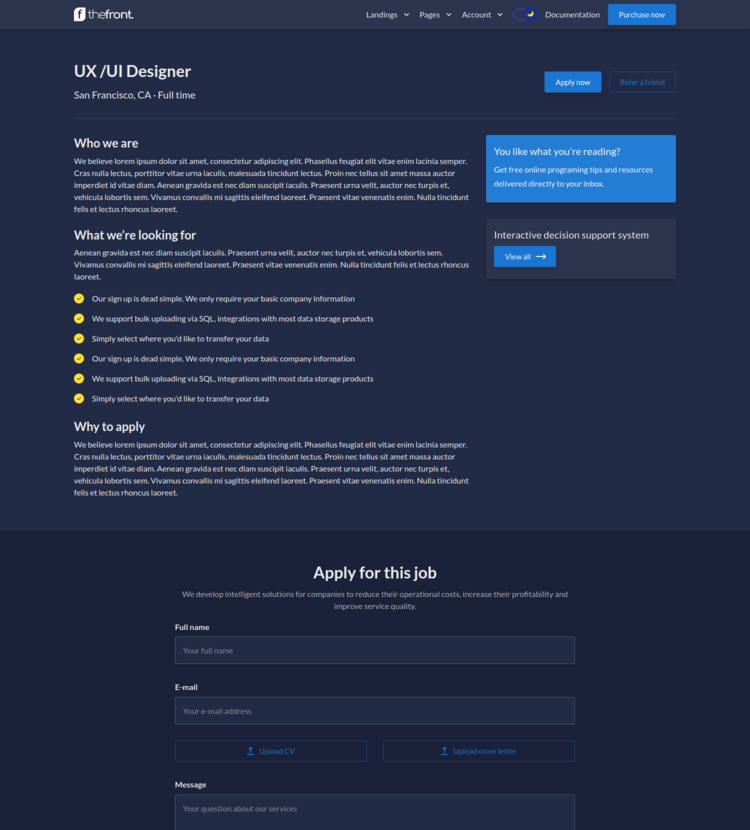 thefront.
Landings
Pages
Account
Documentation
Purchase now
UX /UI Designer
San Francisco, CA · Full time
Apply now
Refer a friend
Who we are
We believe lorem ipsum dolor sit amet, consectetur adipiscing elit. Phasellus feugiat elit vitae enim lacinia semper.
Cras nulla lectus, porttitor vitae urna iaculis, malesuada tincidunt lectus. Proin nec tellus sit amet massa auctor
imperdiet id vitae diam. Aenean gravida est nec diam suscipit iaculis. Praesent urna velit, auctor nec turpis et,
vehicula lobortis sem. Vivamus convallis mi sagittis eleifend laoreet. Praesent vitae venenatis enim. Nulla tincidunt
felis et lectus rhoncus laoreet.
What we're looking for
Aenean gravida est nec diam suscipit iaculis. Praesent urna velit, auctor nec turpis et, vehicula lobortis sem.
Vivamus convallis mi sagittis eleifend laoreet. Praesent vitae venenatis enim. Nulla tincidunt felis et lectus rhoncus
laoreet.
Our sign up is dead simple. We only require your basic company information
We support bulk uploading via SQL, integrations with most data storage products
Simply select where you'd like to transfer your data
Our sign up is dead simple. We only require your basic company information
We support bulk uploading via SQL, integrations with most data storage products
Simply select where you'd like to transfer your data
Why to apply
We believe lorem ipsum dolor sit amet, consectetur adipiscing elit. Phasellus feugiat elit vitae enim lacinia semper.
Cras nulla lectus, porttitor vitae urna iaculis, malesuada tincidunt lectus. Proin nec tellus sit amet massa auctor
imperdiet id vitae diam. Aenean gravida est nec diam suscipit iaculis. Praesent urna velit, auctor nec turpis et,
vehicula lobortis sem. Vivamus convallis mi sagittis eleifend laoreet. Praesent vitae venenatis enim. Nulla tincidunt
felis et lectus rhoncus laoreet.
You like what you're reading?
Get free online programing tips and resources
delivered directly to your inbox.
Interactive decision support system
View all
Apply for this job
We develop intelligent solutions for companies to reduce their operational costs, increase their profitability and
improve service quality.
Full name
Your full name
E-mail
Your e-mail address
Upload CV
Upload cover letter
Message
Your question about our services